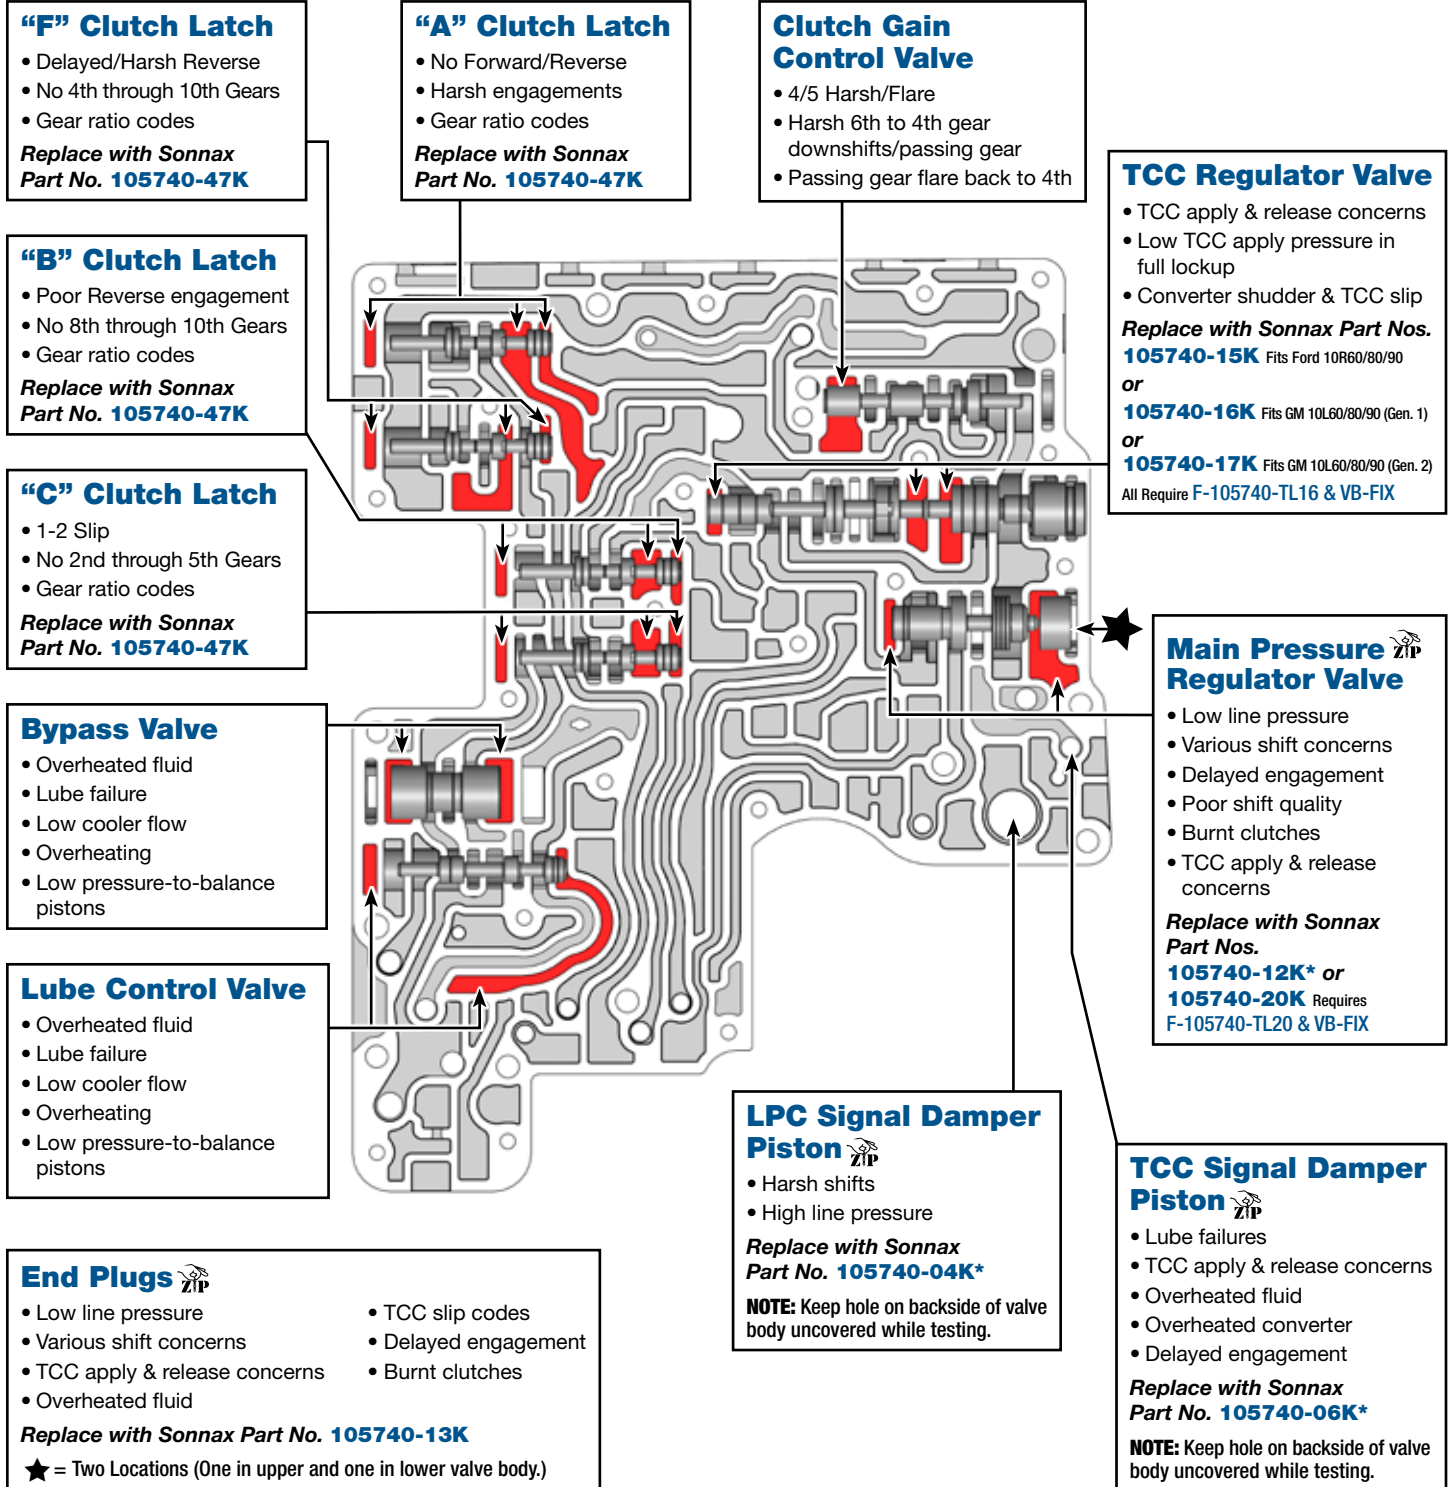 “F” Clutch Latch
• Delayed/Harsh Reverse
• No 4th through 10th Gears
• Gear ratio codes
Replace with Sonnax
Part No. 105740-47K
“A” Clutch Latch
• No Forward/Reverse
• Harsh engagements
• Gear ratio codes
Replace with Sonnax
Part No. 105740-47K
Clutch Gain
Control Valve
• 4/5 Harsh/Flare
• Harsh 6th to 4th gear
downshifts/passing gear
• Passing gear flare back to 4th
TCC Regulator Valve
• TCC apply & release concerns
• Low TCC apply pressure in
full lockup
• Converter shudder & TCC slip
Replace with Sonnax Part Nos.
105740-15K Fits Ford 10R60/80/90
or
105740-16K Fits GM 10L60/80/90 (Gen. 1)
or
105740-17K Fits GM 10L60/80/90 (Gen. 2)
All Require F-105740-TL16 & VB-FIX
“B” Clutch Latch
• Poor Reverse engagement
• No 8th through 10th Gears
• Gear ratio codes
Replace with Sonnax
Part No. 105740-47K
“C” Clutch Latch
• 1-2 Slip
• No 2nd through 5th Gears
• Gear ratio codes
Replace with Sonnax
Part No. 105740-47K
Main Pressure ZIP
Regulator Valve
• Low line pressure
• Various shift concerns
• Delayed engagement
• Poor shift quality
• Burnt clutches
• TCC apply & release
concerns
Replace with Sonnax
Part Nos.
105740-12K* or
105740-20K Requires
F-105740-TL20 & VB-FIX
Bypass Valve
• Overheated fluid
• Lube failure
• Low cooler flow
• Overheating
• Low pressure-to-balance
pistons
Lube Control Valve
• Overheated fluid
• Lube failure
• Low cooler flow
• Overheating
• Low pressure-to-balance
pistons
LPC Signal Damper
Piston ZIP
• Harsh shifts
• High line pressure
Replace with Sonnax
Part No. 105740-04K*
NOTE: Keep hole on backside of valve
body uncovered while testing.
TCC Signal Damper
Piston ZIP
• Lube failures
• TCC apply & release concerns
• Overheated fluid
• Overheated converter
• Delayed engagement
Replace with Sonnax
Part No. 105740-06K*
NOTE: Keep hole on backside of valve
body uncovered while testing.
End Plugs ZIP
• Low line pressure
• Various shift concerns
• TCC apply & release concerns
• Overheated fluid
• TCC slip codes
• Delayed engagement
• Burnt clutches
Replace with Sonnax Part No. 105740-13K
★ = Two Locations (One in upper and one in lower valve body.)